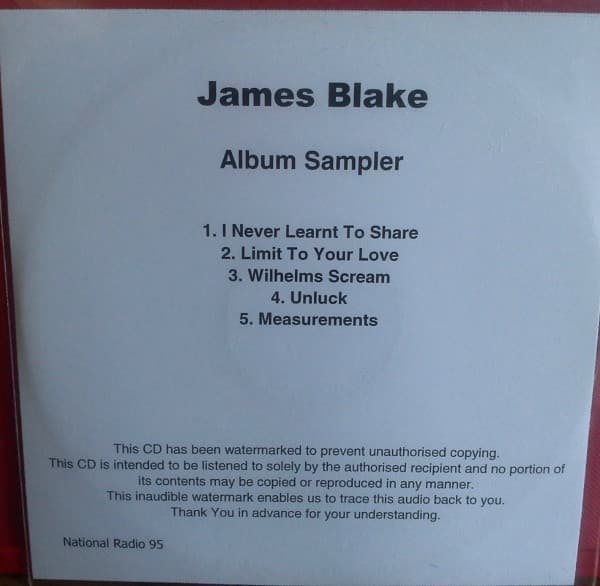 James Blake
Album Sampler
1. I Never Learnt To Share
2. Limit To Your Love
3. Wilhelms Scream
4. Unluck
5. Measurements
This CD has been watermarked to prevent unauthorised copying.
This CD is intended to be listened to solely by the authorised recipient and no portion of
its contents may be copied or reproduced in any manner.
This inaudible watermark enables us to trace this audio back to you.
Thank You in advance for your understanding.
National Radio 95